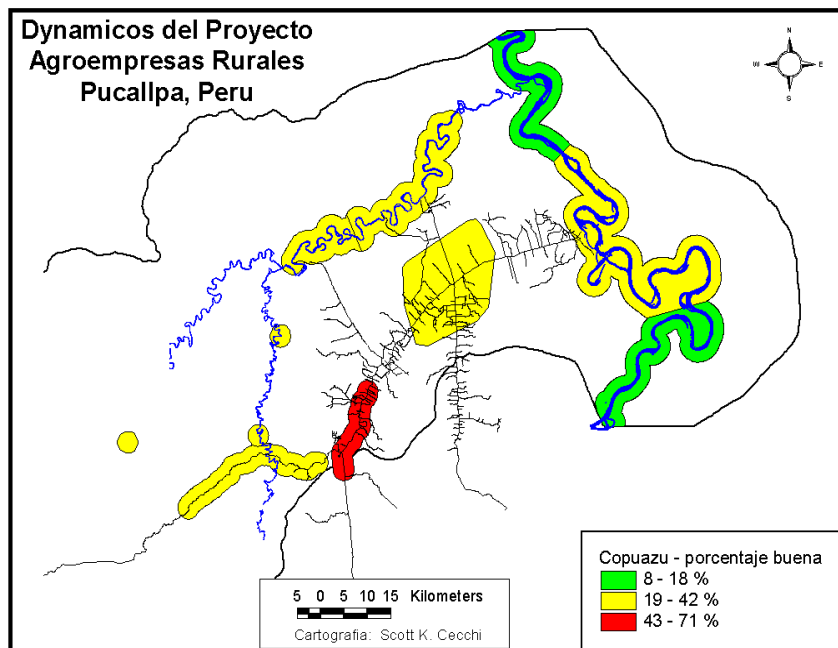 Dynamicos del Proyecto
Agroempresas Rurales
Pucallpa, Peru
N
W E
S
Copuazu - porcentaje buena
8 - 18 %
19 - 42 %
43 - 71 %
5 0 5 10 15 Kilometers
Cartografia: Scott K. Cecchi